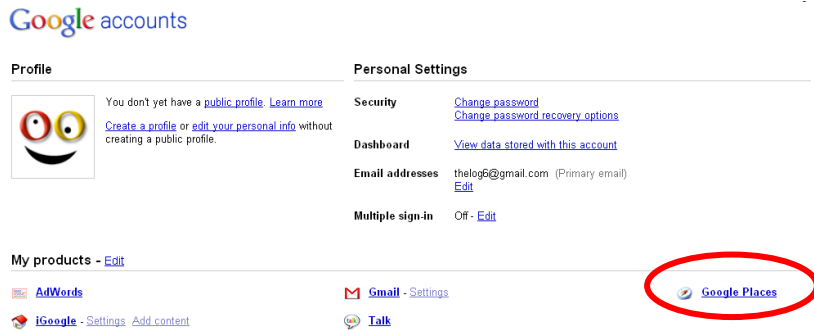 Google accounts
Profile
You don't yet have a public profile. Learn more
Create a profile or edit your personal info without
creating a public profile.
Personal Settings
Security
Change password
Change password recovery options
Dashboard
View data stored with this account
Email addresses
thelog6@gmail.com (Primary email)
Edit
Multiple sign-in
Off - Edit
My products - Edit
AdWords
Gmail - Settings
Google Places
iGoogle - Settings Add content
talk
Talk